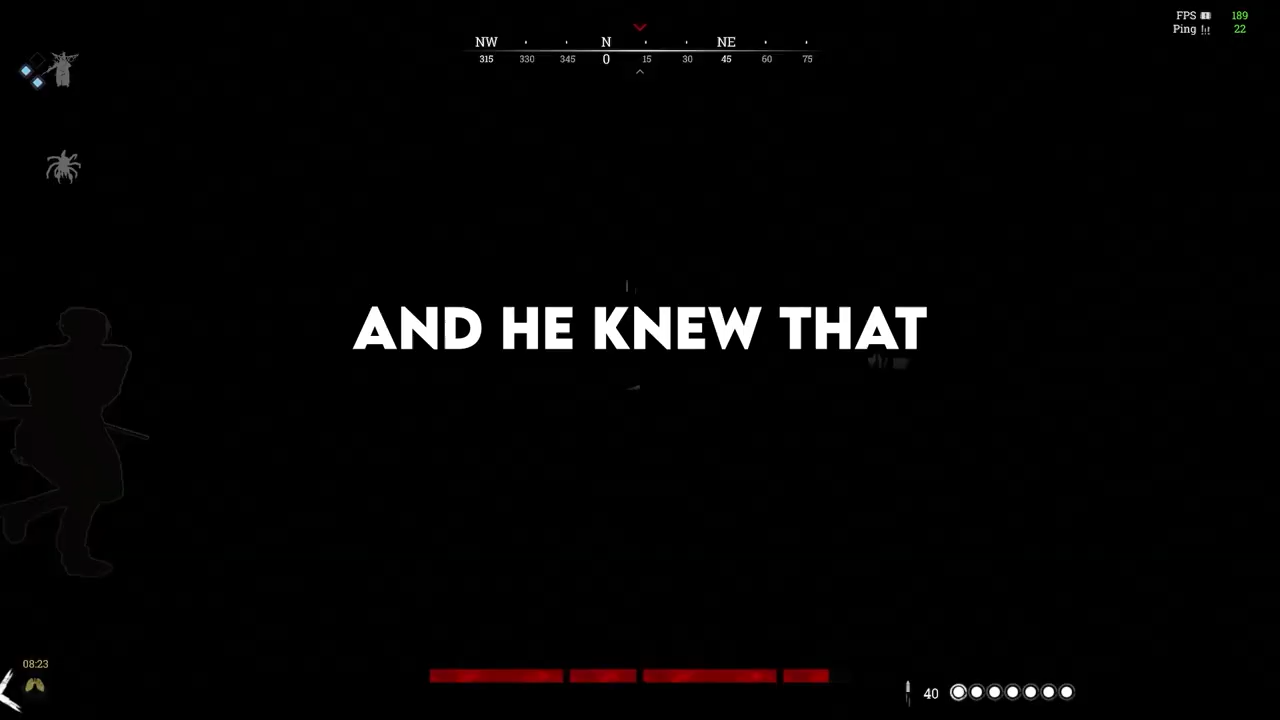 FPS 189
Ping 22
NW N NE
315 330 345 0 15 30 45 60 75
AND HE KNEW THAT
08:23
40